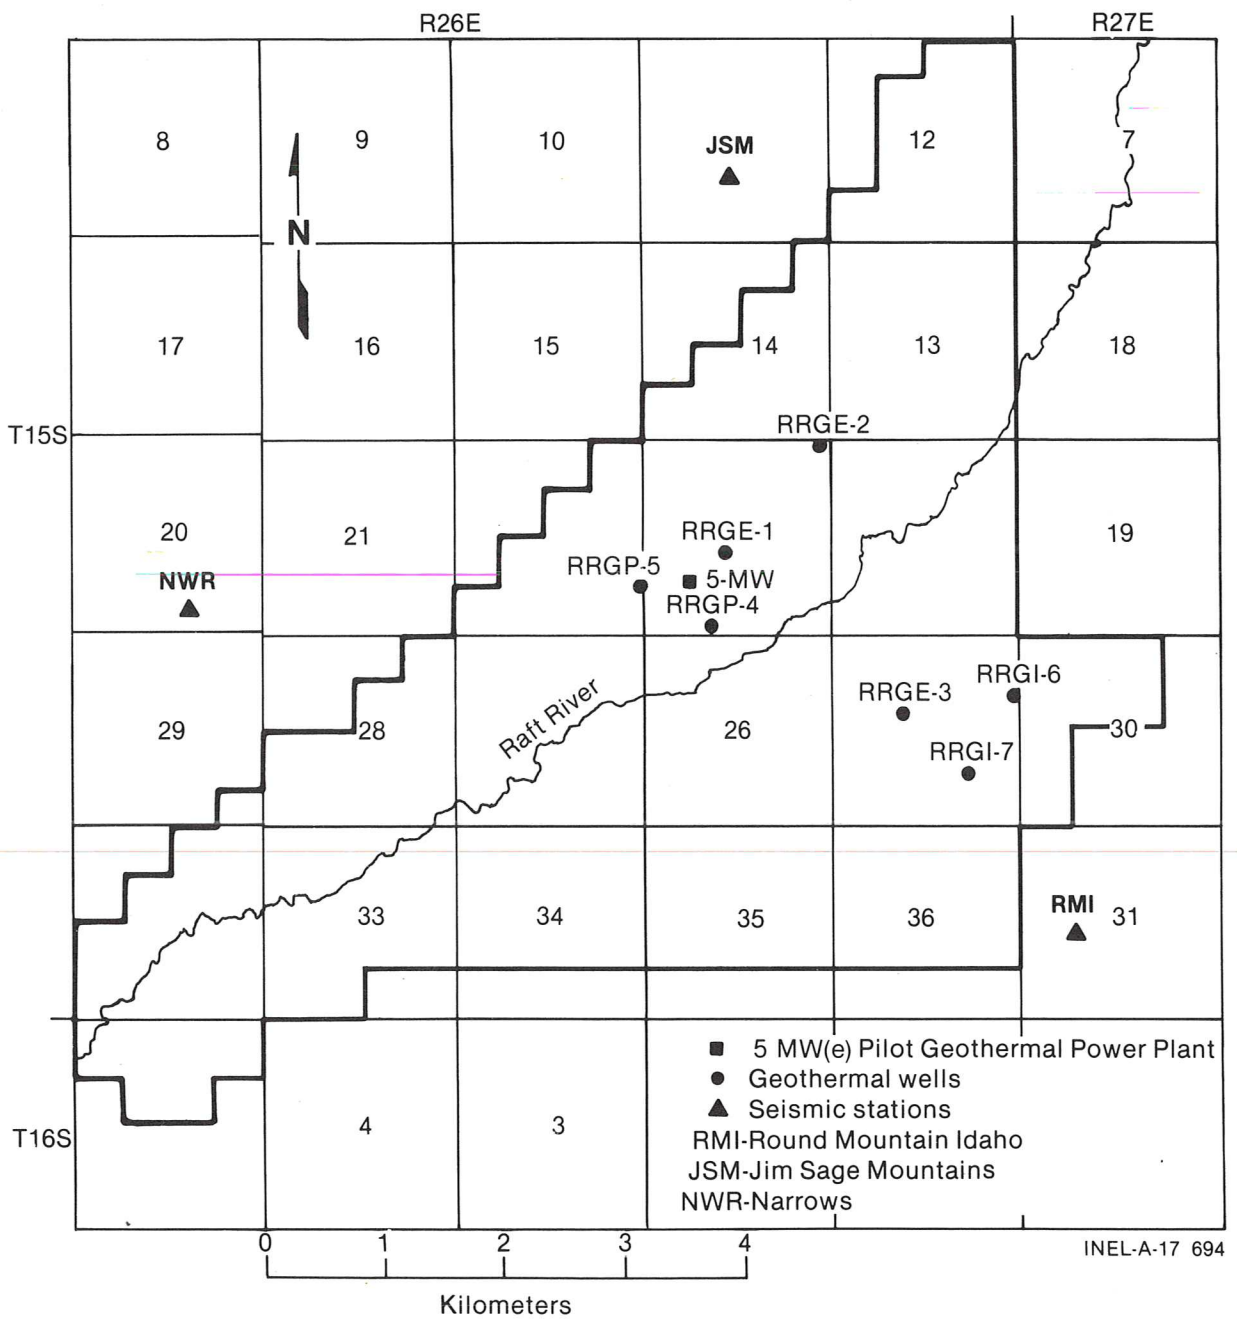 R26E
R27E
8
9
10
JSM
12
7
N
17
16
15
14
13
18
T15S
RRGE-2
20
21
RRGE-1
19
RRGP-5
5-MW
NWR
RRGP-4
RRGI-6
RRGE-3
Raft River
29
28
26
30
RRGI-7
RMI
33
34
35
36
31
5 MW(e) Pilot Geothermal Power Plant
Geothermal wells
Seismic stations
T16S
4
3
RMI-Round Mountain Idaho
JSM-Jim Sage Mountains
NWR-Narrows
0 1 2 3 4
INEL-A-17 694
Kilometers